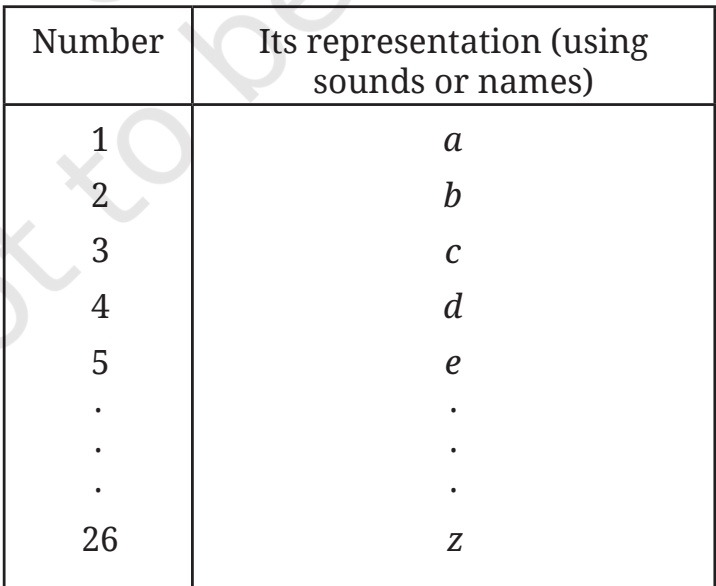 Number Its representation (using
sounds or names)
1 a
2 b
3 c
4 d
5 e
. .
. .
. .
26 z